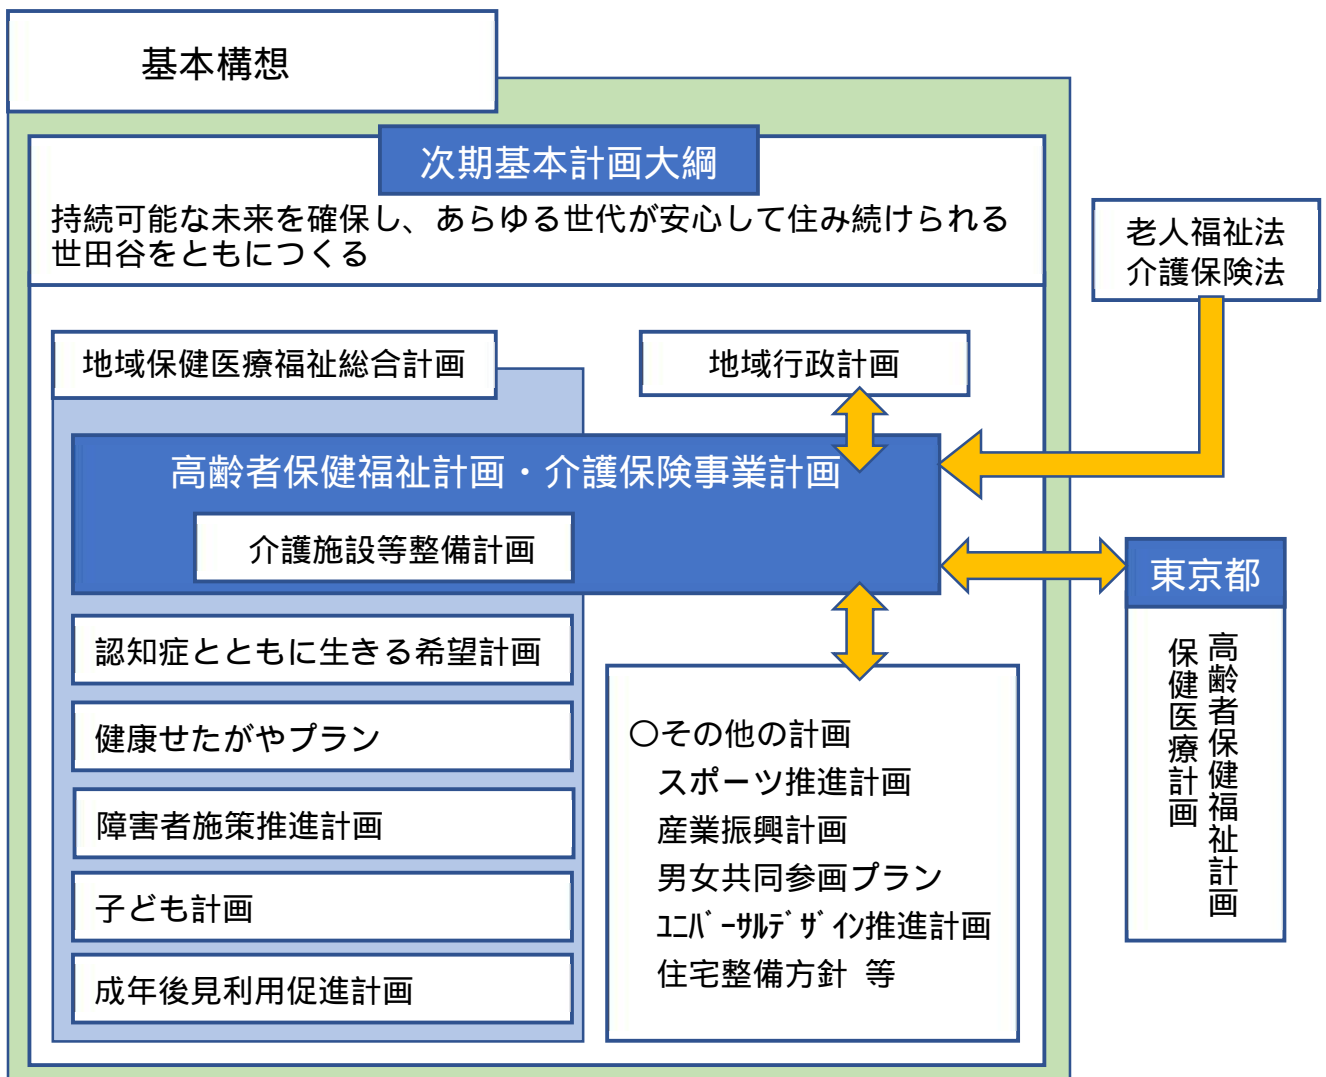 基本構想
次期基本計画大綱
持続可能な未来を確保し、あらゆる世代が安心して住み続けられる
世田谷をともにつくる
老人福祉法
介護保険法
地域保健医療福祉総合計画
地域行政計画
高齢者保健福祉計画・介護保険事業計画
介護施設等整備計画
東京都
高齢者保健福祉計画
保健医療計画
認知症とともに生きる希望計画
健康せたがやプラン
障害者施策推進計画
子ども計画
成年後見利用促進計画
〇その他の計画
スポーツ推進計画
産業振興計画
男女共同参画プラン
ﾕﾆﾊﾞｰｻﾙﾃﾞｻﾞｲﾝ推進計画
住宅整備方針 等